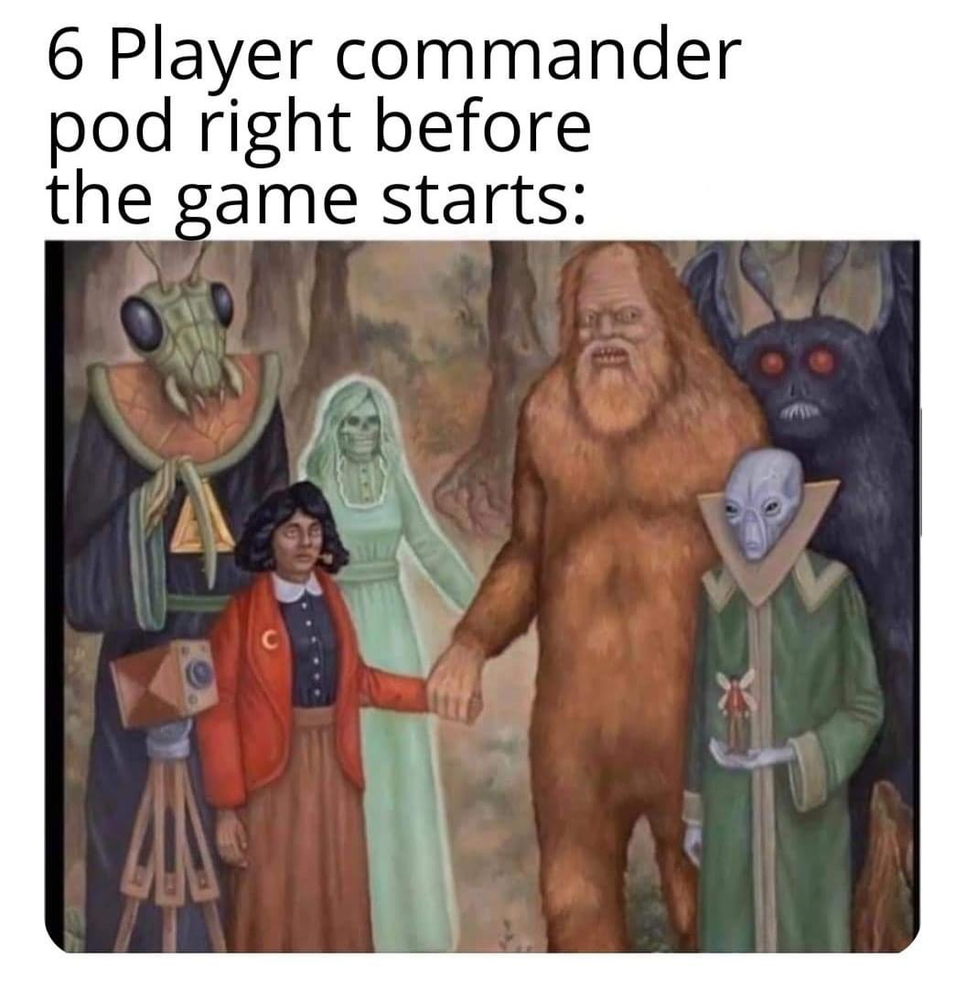 6 Player commander
pod right before
the game starts: